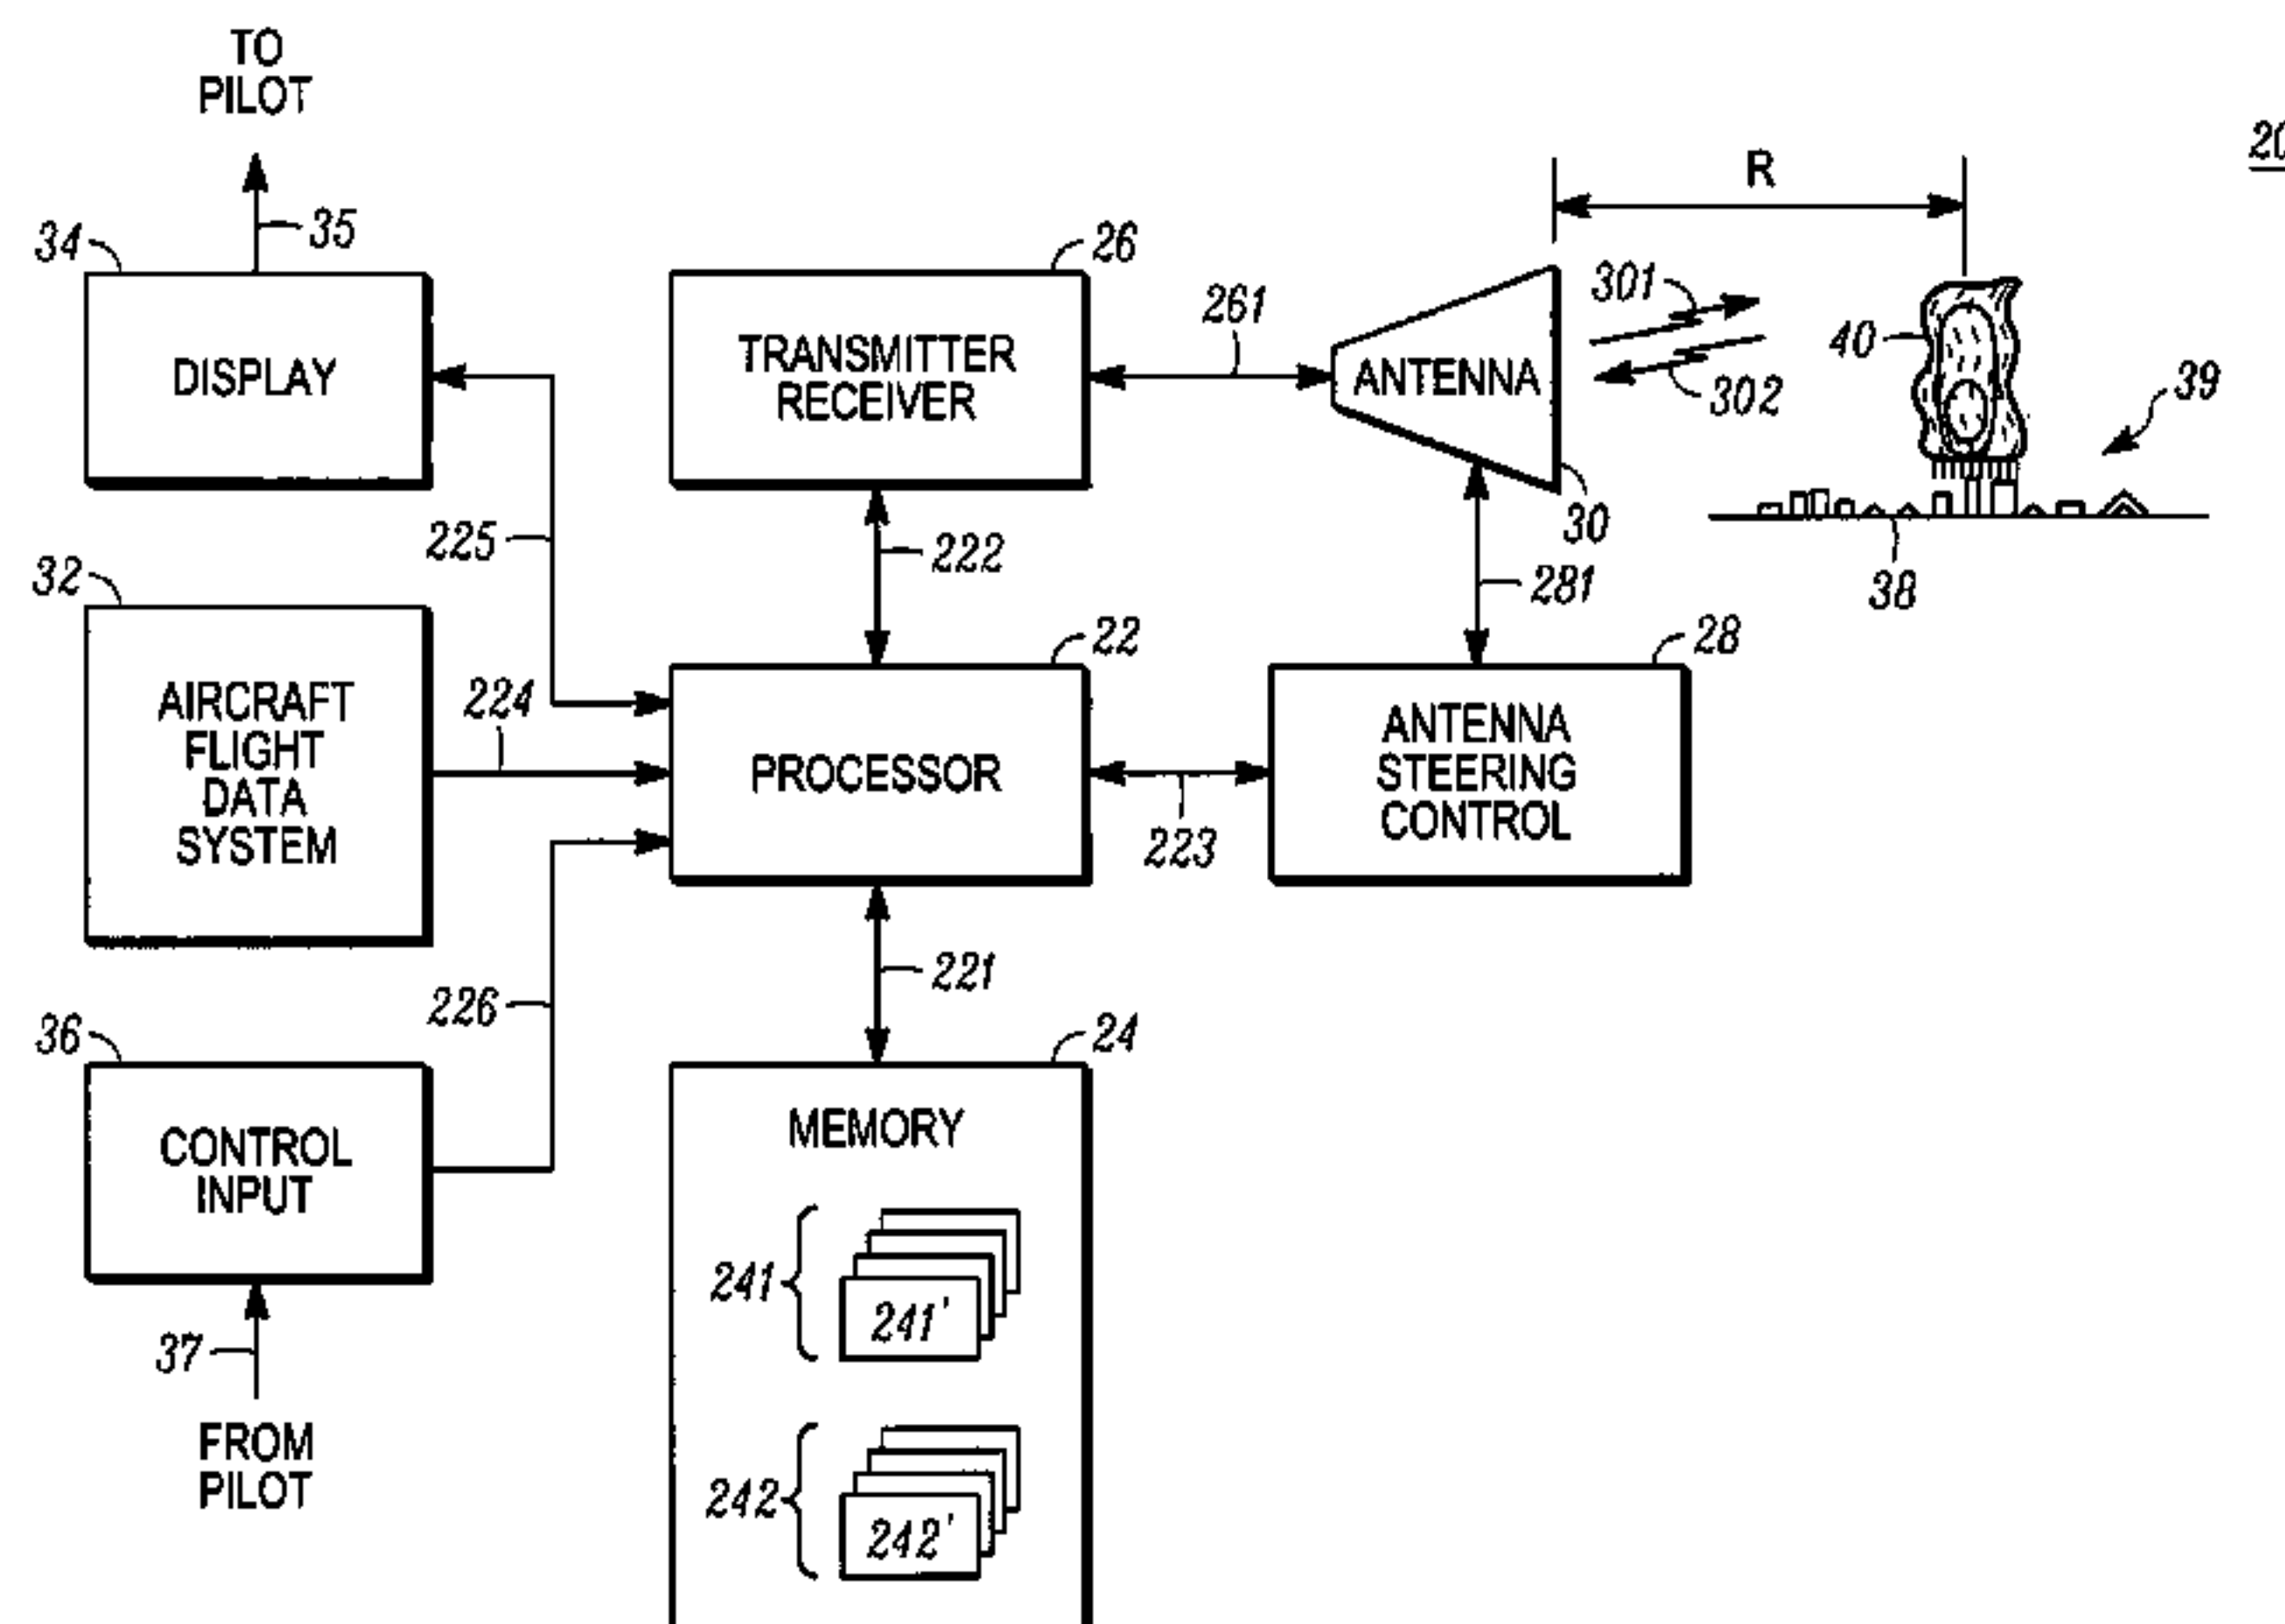 TO
PILOT
20
R
35
34
26
301
261
40
DISPLAY
TRANSMITTER
RECEIVER
ANTENNA
302
39
225
222
30
281
38
32
22
28
224
AIRCRAFT
FLIGHT
DATA
SYSTEM
PROCESSOR
ANTENNA
STEERING
CONTROL
223
226
221
36
24
CONTROL
INPUT
MEMORY
241
241'
37
FROM
PILOT
242
242'